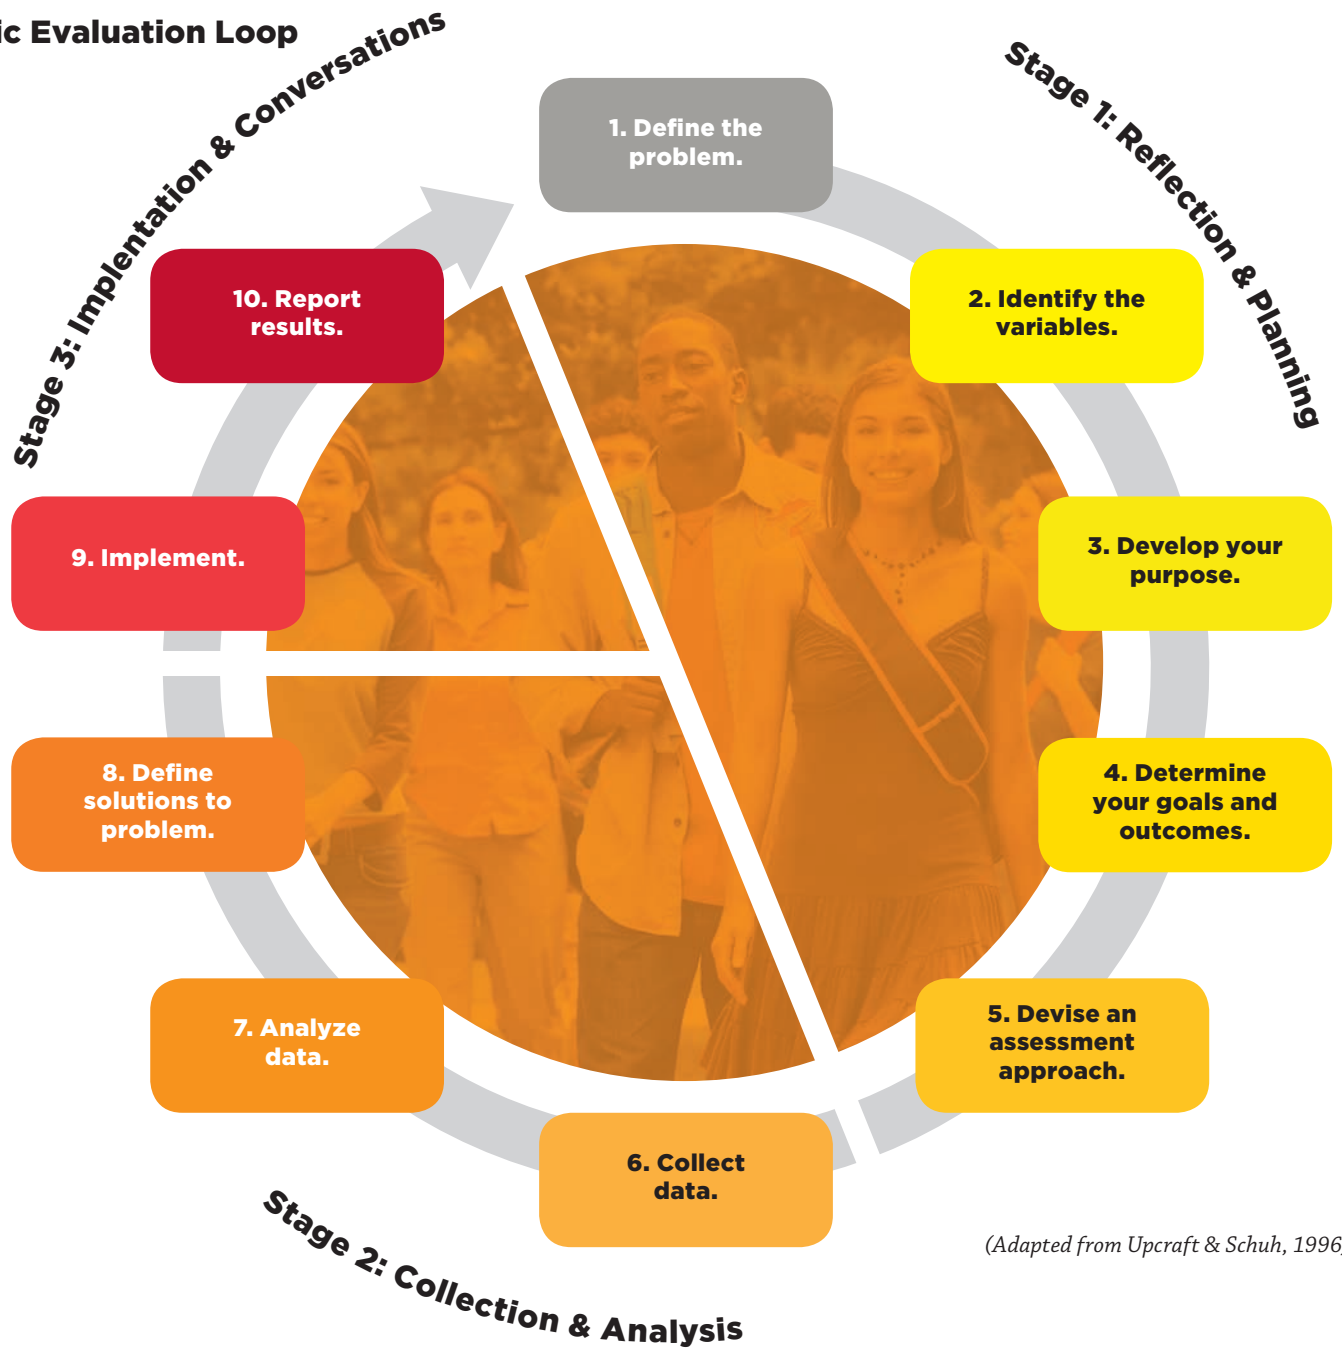 Evaluation Loop
Stage 1: Reflection & Planning
1. Define the
problem.
2. Identify the
variables.
3. Develop your
purpose.
4. Determine
your goals and
outcomes.
5. Devise an
assessment
approach.
Stage 2: Collection & Analysis
6. Collect
data.
7. Analyze
data.
8. Define
solutions to
problem.
Stage 3: Implentation & Conversations
9. Implement.
10. Report
results.
(Adapted from Upcraft & Schuh, 1996